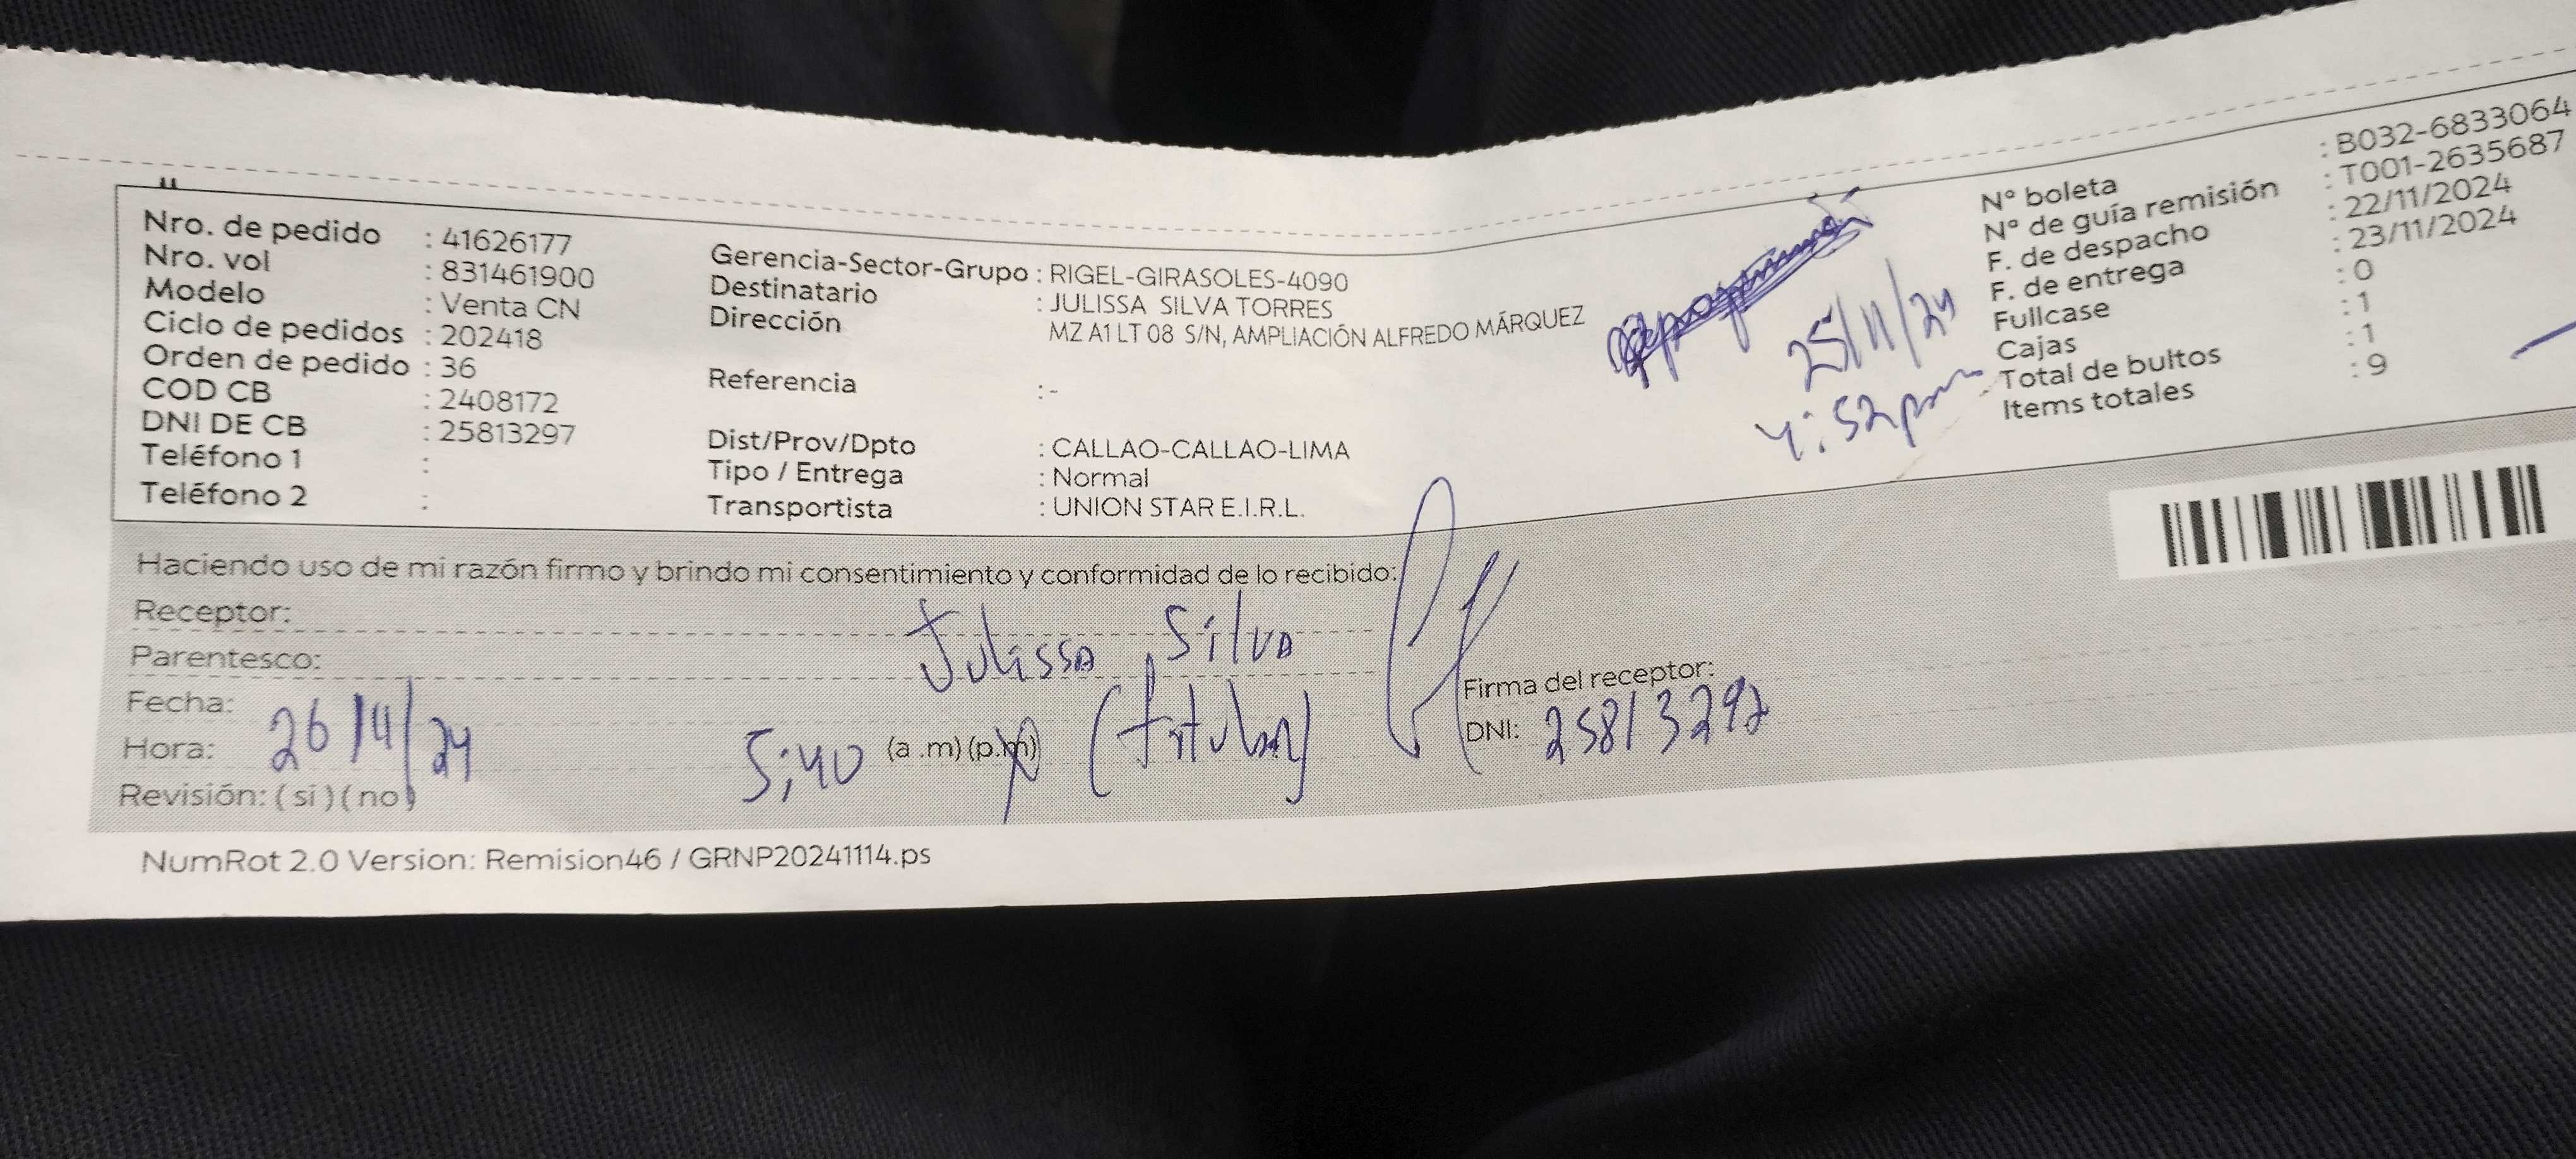 Nro. de pedido : 41626177
Nro. vol : 831461900
Modelo : Venta CN
Ciclo de pedidos : 202418
Orden de pedido : 36
COD CB : 2408172
DNI DE CB : 25813297
Teléfono 1 :
Teléfono 2 :
Gerencia-Sector-Grupo : RIGEL-GIRASOLES-4090
Destinatario : JULISSA SILVA TORRES
Dirección MZ A1 LT 08 S/N, AMPLIACIÓN ALFREDO MÁRQUEZ
Referencia :-
Dist/Prov/Dpto : CALLAO-CALLAO-LIMA
Tipo / Entrega : Normal
Transportista : UNION STAR E.I.R.L.
25/11/24
4:52pm
N° boleta : B032-6833064
N° de guía remisión : T001-2635687
F. de despacho : 22/11/2024
F. de entrega : 23/11/2024
Fullcase : 0
Cajas : 1
Total de bultos : 1
Items totales : 9
Haciendo uso de mi razón firmo y brindo mi consentimiento y conformidad de lo recibido:
Receptor: Julissa Silva
Parentesco: (titular)
Fecha: 26/11/24
Hora: 5:40 (a .m) (p.m)
Revisión: ( si ) ( no )
Firma del receptor:
DNI: 25813297
NumRot 2.0 Version: Remision46 / GRNP20241114.ps